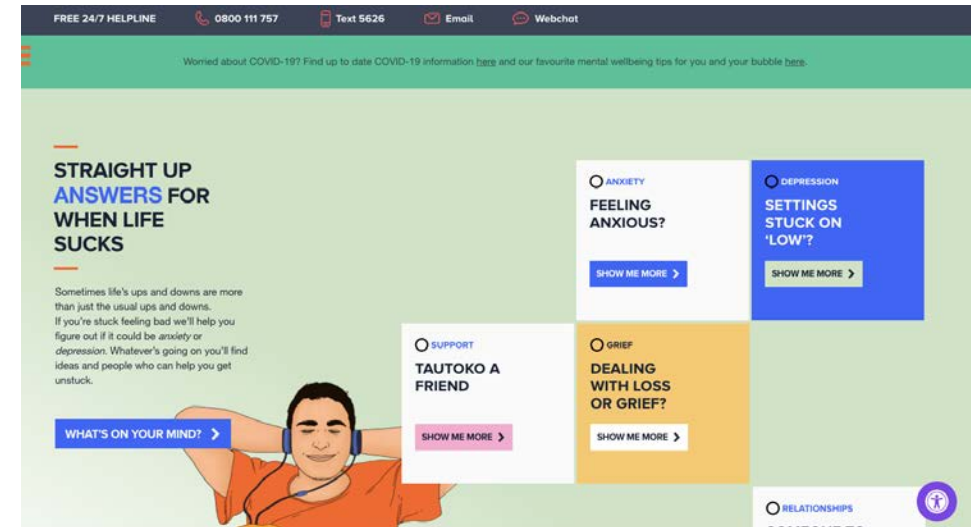 FREE 24/7 HELPLINE 0800 111 757 Text 5626 Email Webchat
Worried about COVID-19? Find up to date COVID-19 information here and our favourite mental wellbeing tips for you and your bubble here.
STRAIGHT UP
ANSWERS FOR
WHEN LIFE
SUCKS
Sometimes life's ups and downs are more
than just the usual ups and downs.
If you're stuck feeling bad we'll help you
figure out if it could be anxiety or
depression. Whatever's going on you'll find
ideas and people who can help you get
unstuck.
WHAT'S ON YOUR MIND?
ANXIETY
FEELING
ANXIOUS?
SHOW ME MORE
DEPRESSION
SETTINGS
STUCK ON
‘LOW’?
SHOW ME MORE
SUPPORT
TAUTOKO A
FRIEND
SHOW ME MORE
GRIEF
DEALING
WITH LOSS
OR GRIEF?
SHOW ME MORE
RELATIONSHIPS